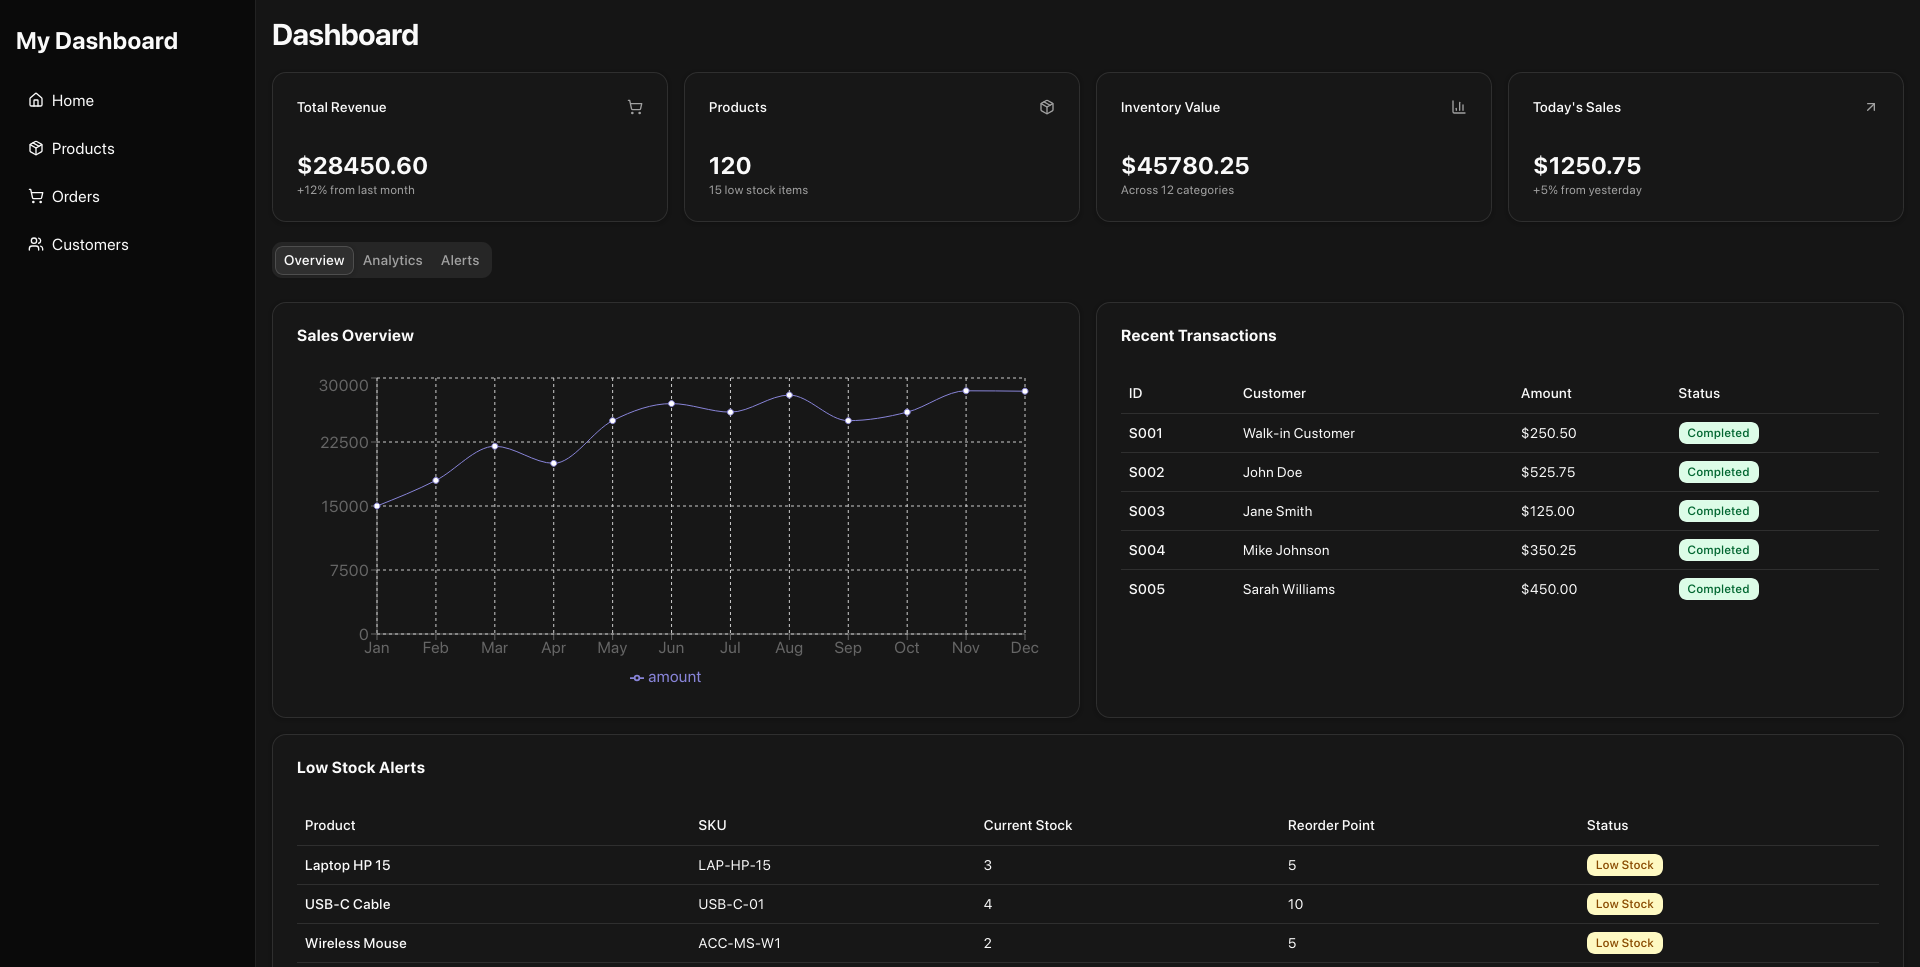 My Dashboard
Home
Products
Orders
Customers
Dashboard
Total Revenue
$28450.60
+12% from last month
Products
120
15 low stock items
Inventory Value
$45780.25
Across 12 categories
Today's Sales
$1250.75
+5% from yesterday
Overview Analytics Alerts
Sales Overview
30000
22500
15000
7500
0
Jan Feb Mar Apr May Jun Jul Aug Sep Oct Nov Dec
amount
Recent Transactions
ID Customer Amount Status
S001 Walk-in Customer $250.50 Completed
S002 John Doe $525.75 Completed
S003 Jane Smith $125.00 Completed
S004 Mike Johnson $350.25 Completed
S005 Sarah Williams $450.00 Completed
Low Stock Alerts
Product SKU Current Stock Reorder Point Status
Laptop HP 15 LAP-HP-15 3 5 Low Stock
USB-C Cable USB-C-01 4 10 Low Stock
Wireless Mouse ACC-MS-W1 2 5 Low Stock